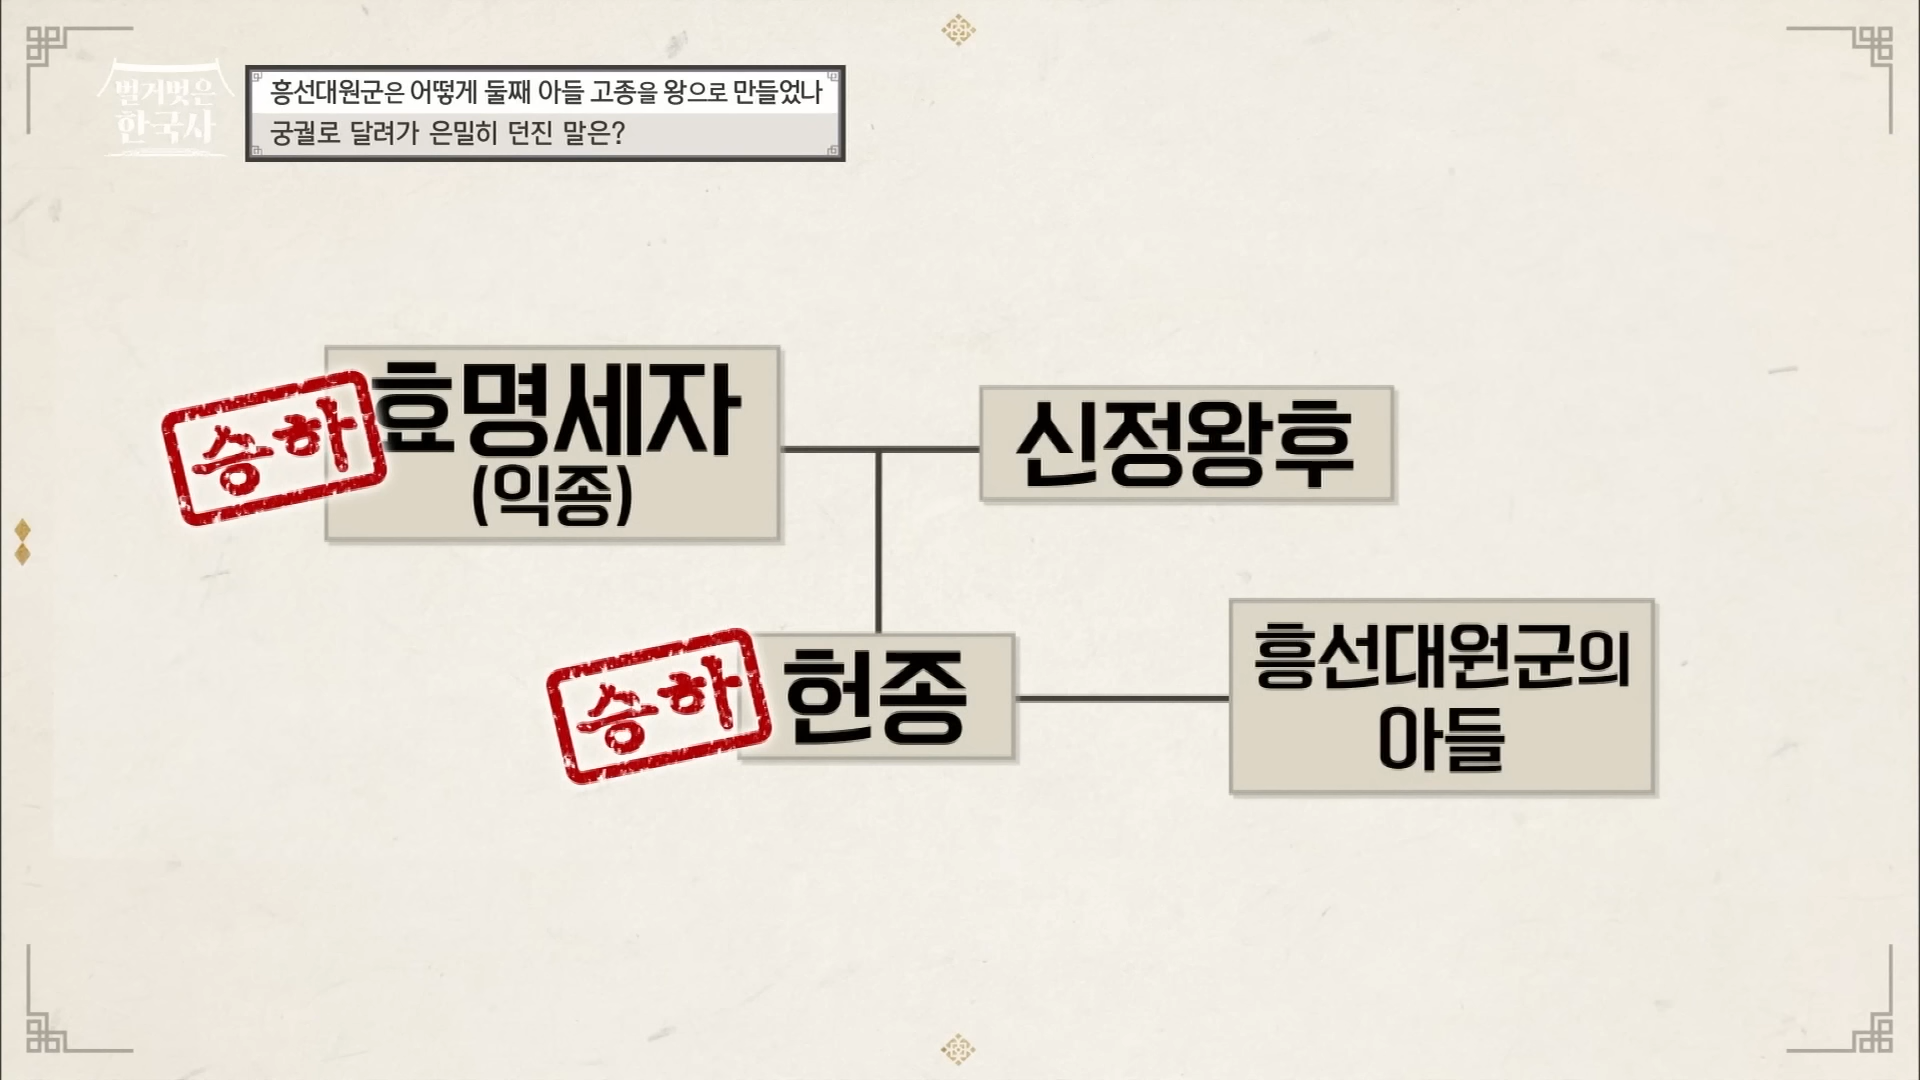 벌거벗은
한국사
흥선대원군은 어떻게 둘째 아들 고종을 왕으로 만들었나
궁궐로 달려가 은밀히 던진 말은?
승하
효명세자
(익종)
신정왕후
승하
헌종
흥선대원군의
아들